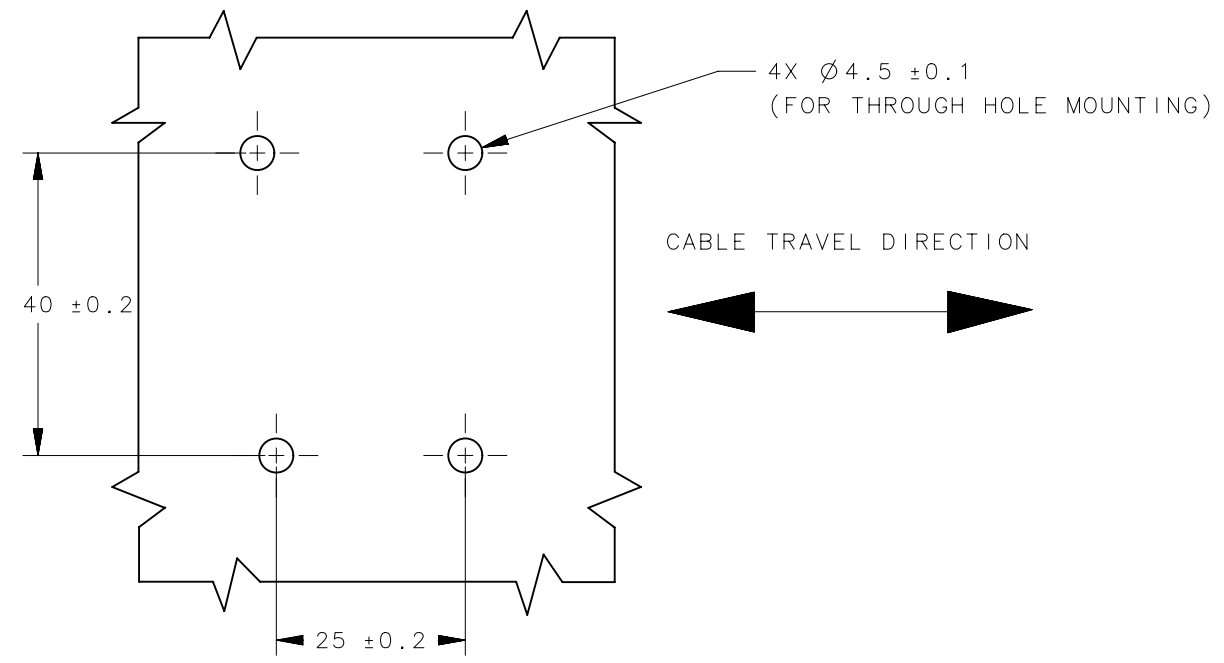 4X Ø4.5 ±0.1
(FOR THROUGH HOLE MOUNTING)
CABLE TRAVEL DIRECTION
40 ±0.2
25 ±0.2